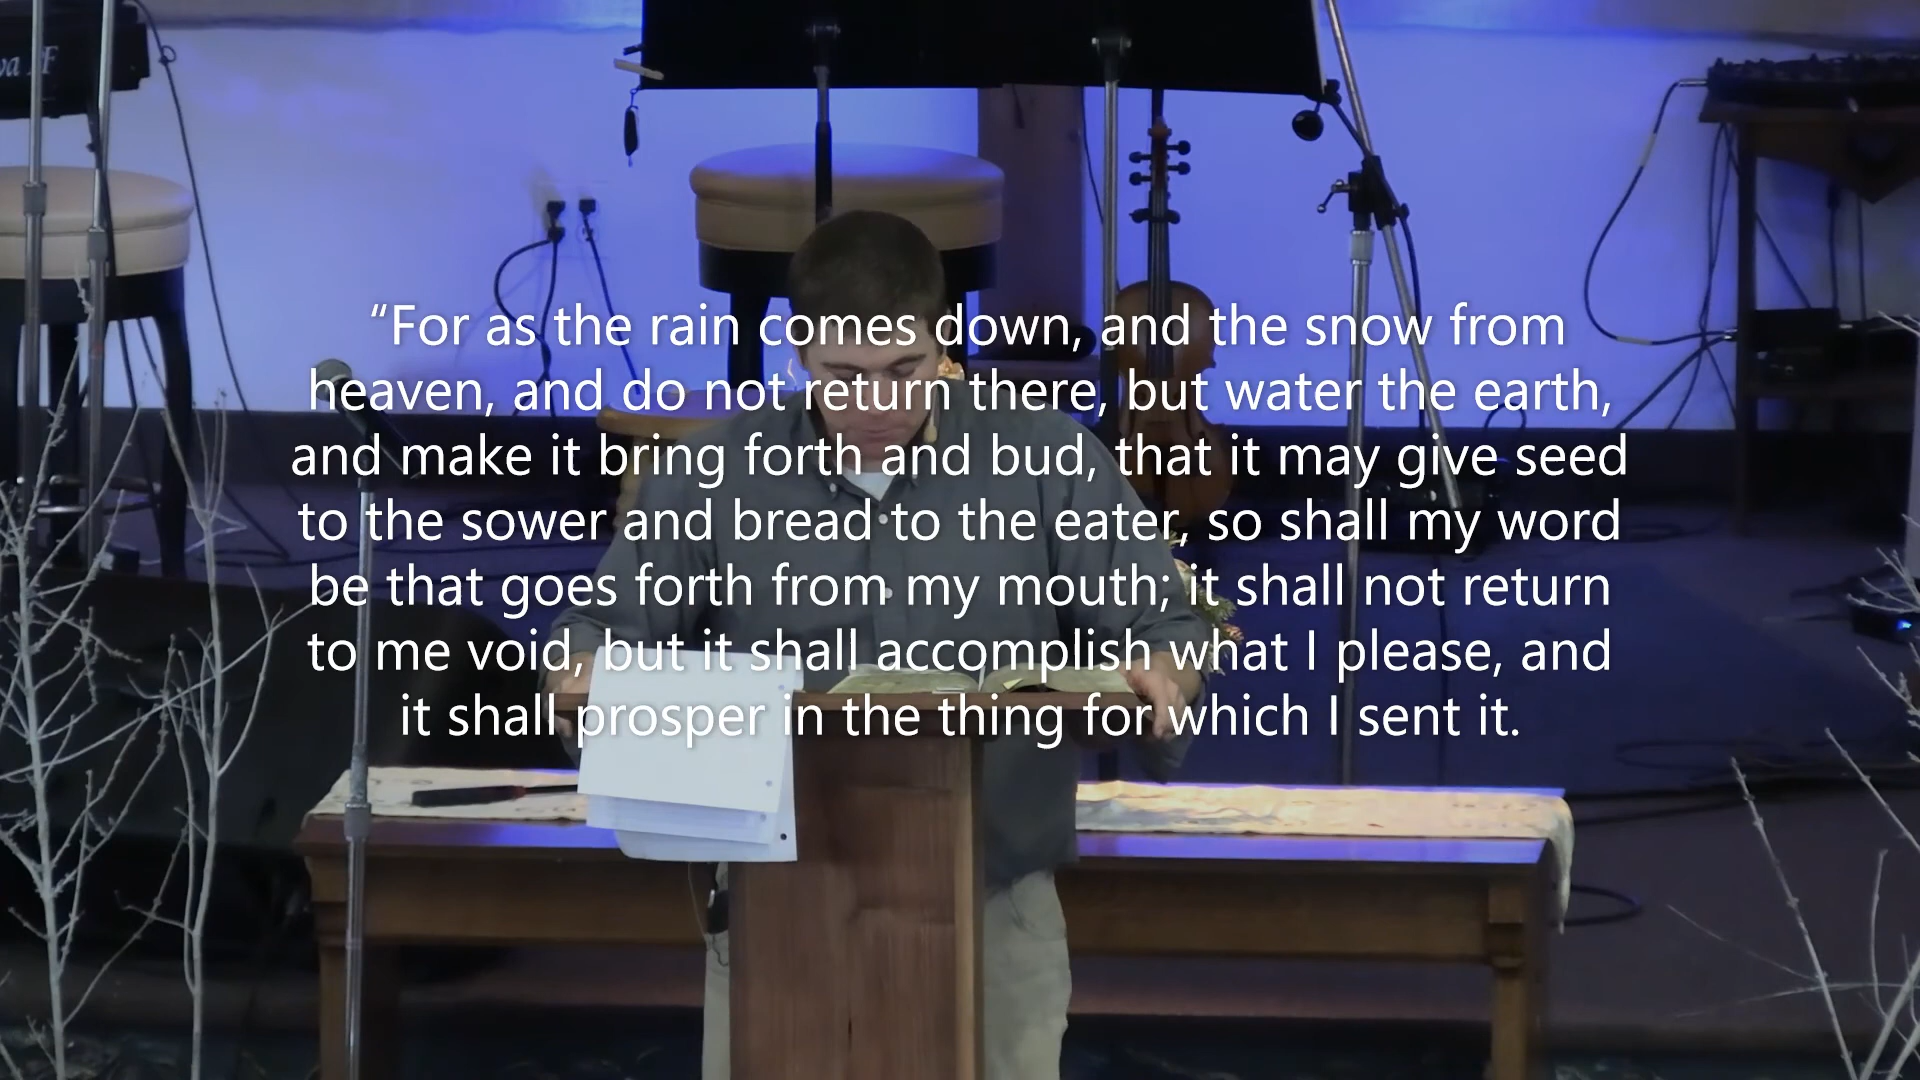 va F
“For as the rain comes down, and the snow from
heaven, and do not return there, but water the earth,
and make it bring forth and bud, that it may give seed
to the sower and bread to the eater, so shall my word
be that goes forth from my mouth; it shall not return
to me void, but it shall accomplish what I please, and
it shall prosper in the thing for which I sent it.